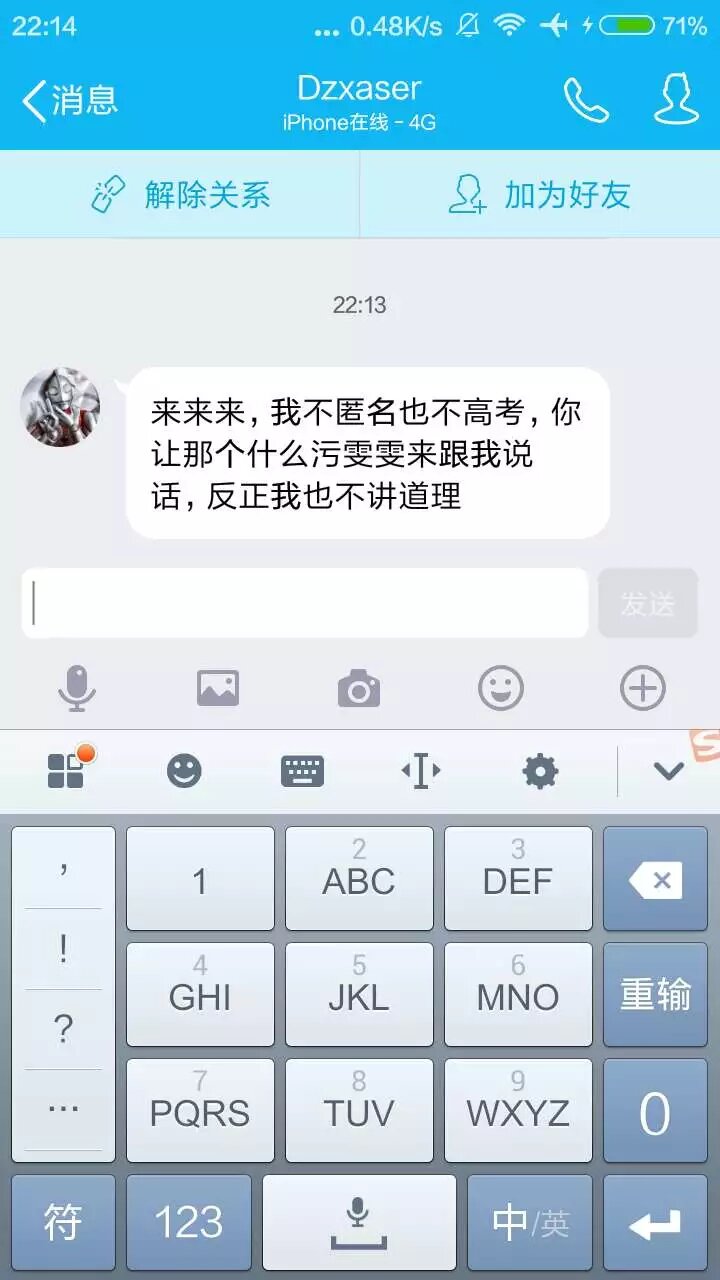 22:14 ... 0.48K/s 71%
消息 Dzxaser
iPhone在线 - 4G
解除关系 加为好友
22:13
来来来，我不匿名也不高考，你
让那个什么污雯雯来跟我说
话，反正我也不讲道理
发送
S
， 1 2 ABC 3 DEF
! 4 GHI 5 JKL 6 MNO 重输
?
... 7 PQRS 8 TUV 9 WXYZ 0
符 123 中/英